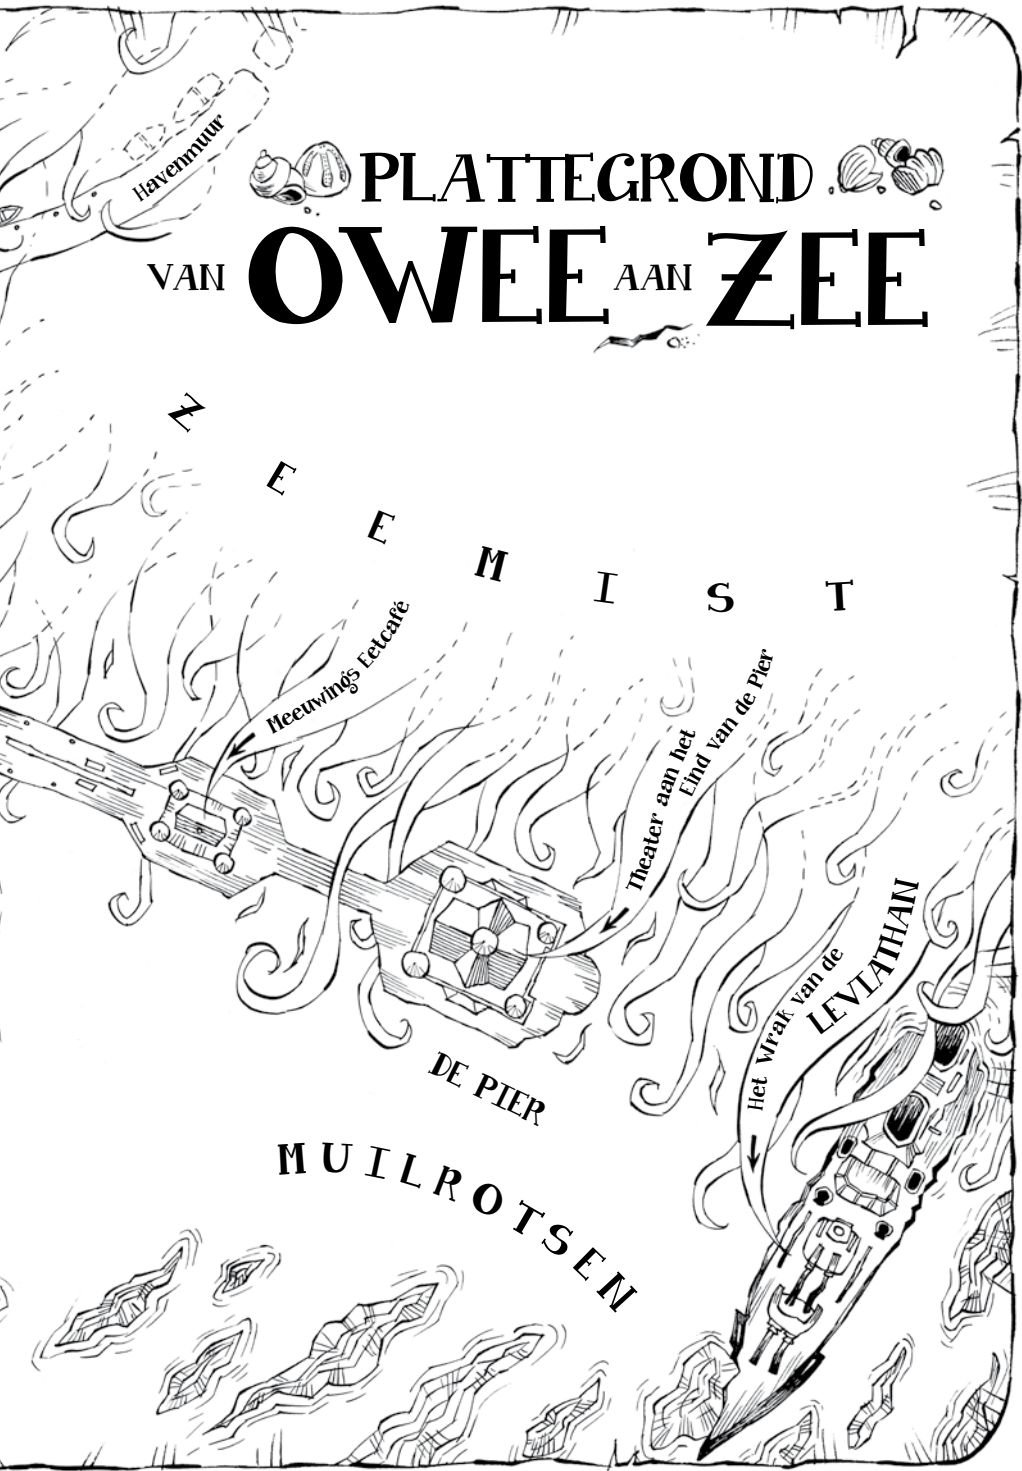 Havenmuur
PLATTEGROND
VAN OWEE AAN ZEE
ZEEMIST
Meeuwings Eetcafé
Theater aan het
Eind van de Pier
Het Wrak van de
LEVIATHAN
DE PIER
MUILROTSEN